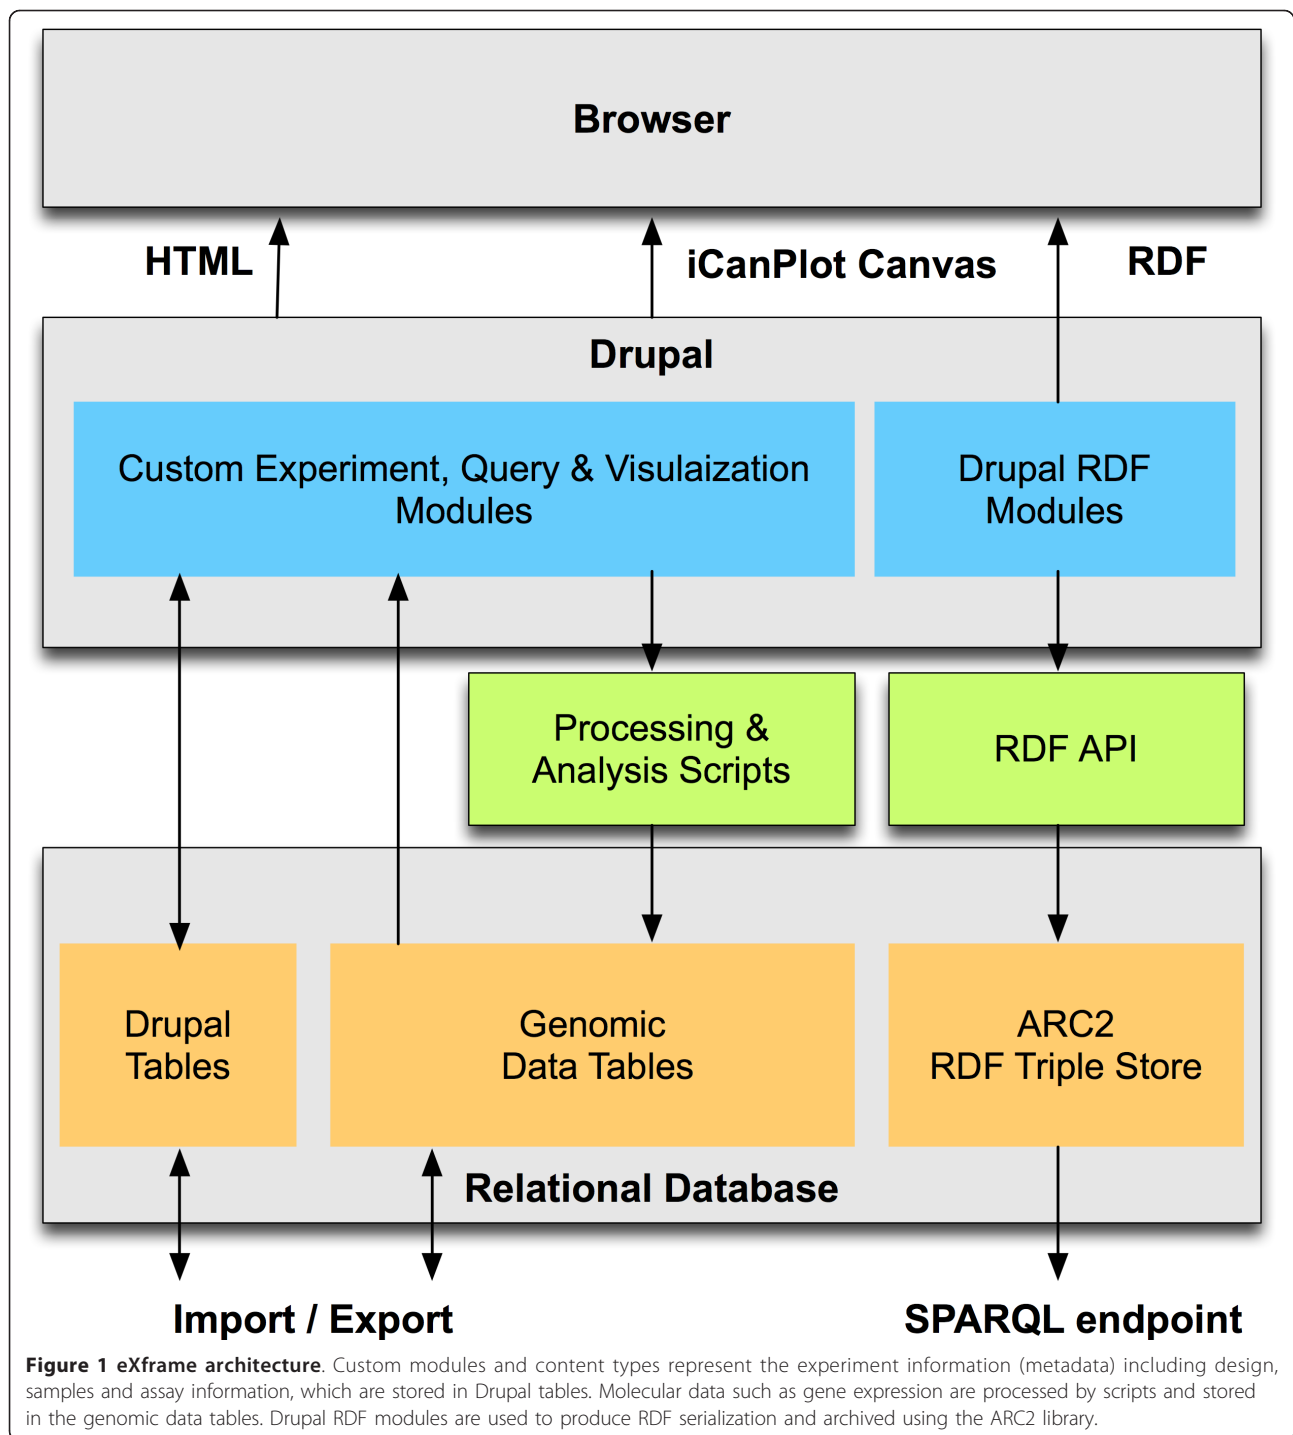 Browser
HTML
iCanPlot Canvas
RDF
Drupal
Custom Experiment, Query & Visulaization
Modules
Drupal RDF
Modules
Processing &
Analysis Scripts
RDF API
Drupal
Tables
Genomic
Data Tables
ARC2
RDF Triple Store
Relational Database
Import / Export
SPARQL endpoint
Figure 1 eXframe architecture. Custom modules and content types represent the experiment information (metadata) including design,
samples and assay information, which are stored in Drupal tables. Molecular data such as gene expression are processed by scripts and stored
in the genomic data tables. Drupal RDF modules are used to produce RDF serialization and archived using the ARC2 library.